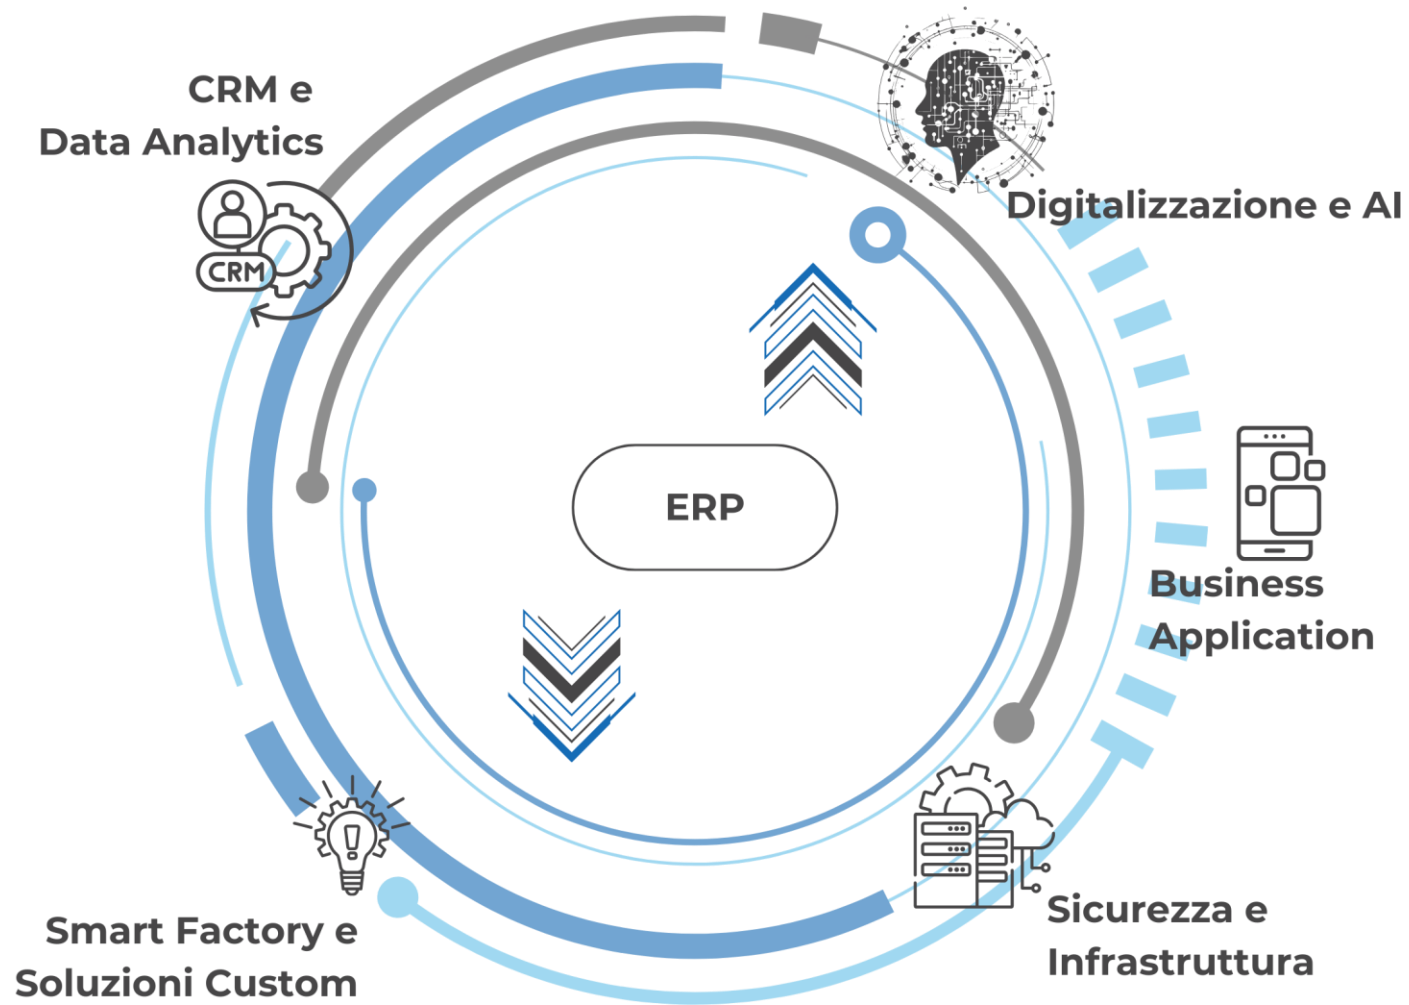 CRM e
Data Analytics
CRM
Digitalizzazione e AI
ERP
Business
Application
Smart Factory e
Soluzioni Custom
Sicurezza e
Infrastruttura